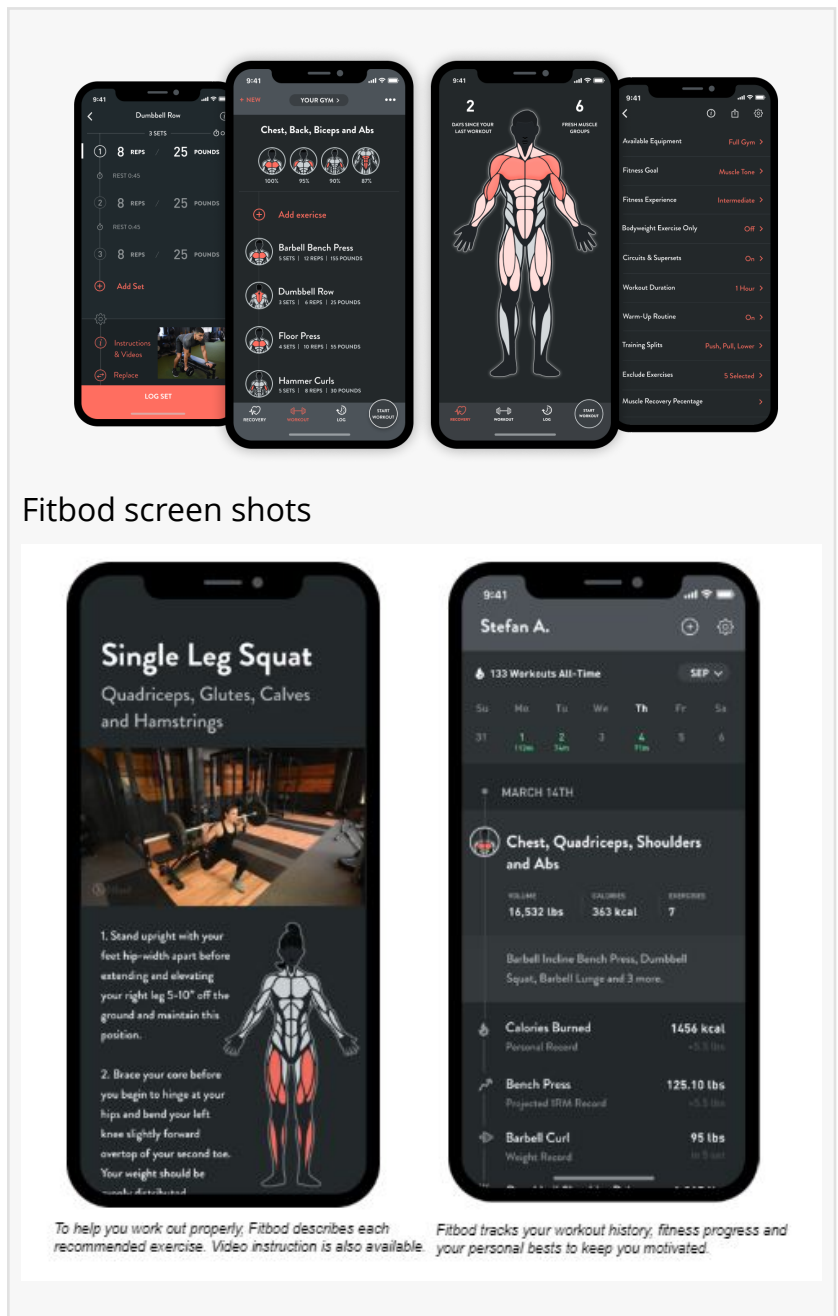 9:41
Dumbbell Row
3 SETS
1 8 REPS / 25 POUNDS
REST 0:45
2 8 REPS / 25 POUNDS
REST 0:45
3 8 REPS / 25 POUNDS
Add Set
Instructions
& Videos
Replace
LOG SET
9:41
+ NEW YOUR GYM > •••
Chest, Back, Biceps and Abs
100% 95% 90% 87%
Add exericse
Barbell Bench Press
5 SETS | 12 REPS | 155 POUNDS
Dumbbell Row
3 SETS | 6 REPS | 25 POUNDS
Floor Press
4 SETS | 10 REPS | 55 POUNDS
Hammer Curls
5 SETS | 8 REPS | 30 POUNDS
RECOVERY WORKOUT LOG START
WORKOUT
9:41
2 6
DAYS SINCE YOUR FRESH MUSCLE
LAST WORKOUT GROUPS
RECOVERY WORKOUT LOG START
WORKOUT
9:41
Available Equipment Full Gym >
Fitness Goal Muscle Tone >
Fitness Experience Intermediate >
Bodyweight Exercise Only Off >
Circuits & Supersets On >
Workout Duration 1 Hour >
Warm-Up Routine On >
Training Splits Push, Pull, Lower >
Exclude Exercises 5 Selected >
Muscle Recovery Pecentage >
Fitbod screen shots
Single Leg Squat
Quadriceps, Glutes, Calves
and Hamstrings
1. Stand upright with your
feet hip-width apart before
extending and elevating
your right leg 5-10" off the
ground and maintain this
position.
2. Brace your core before
you begin to hinge at your
hips and bend your left
knee slightly forward
overtop of your second toe.
Your weight should be
To help you work out properly, Fitbod describes each
recommended exercise. Video instruction is also available.
9:41
Stefan A.
133 Workouts All-Time SEP
Su Mo Tu We Th Fr Sa
31 1 2 3 4 5 6
MARCH 14TH
Chest, Quadriceps, Shoulders
and Abs
VOLUME CALORIES EXERCISES
16,532 lbs 363 kcal 7
Barbell Incline Bench Press, Dumbbell
Squat, Barbell Lunge and 3 more.
Calories Burned 1456 kcal
Personal Record
Bench Press 125.10 lbs
Projected 1RM Record
Barbell Curl 95 lbs
Weight Record
Fitbod tracks your workout history, fitness progress and
your personal bests to keep you motivated.